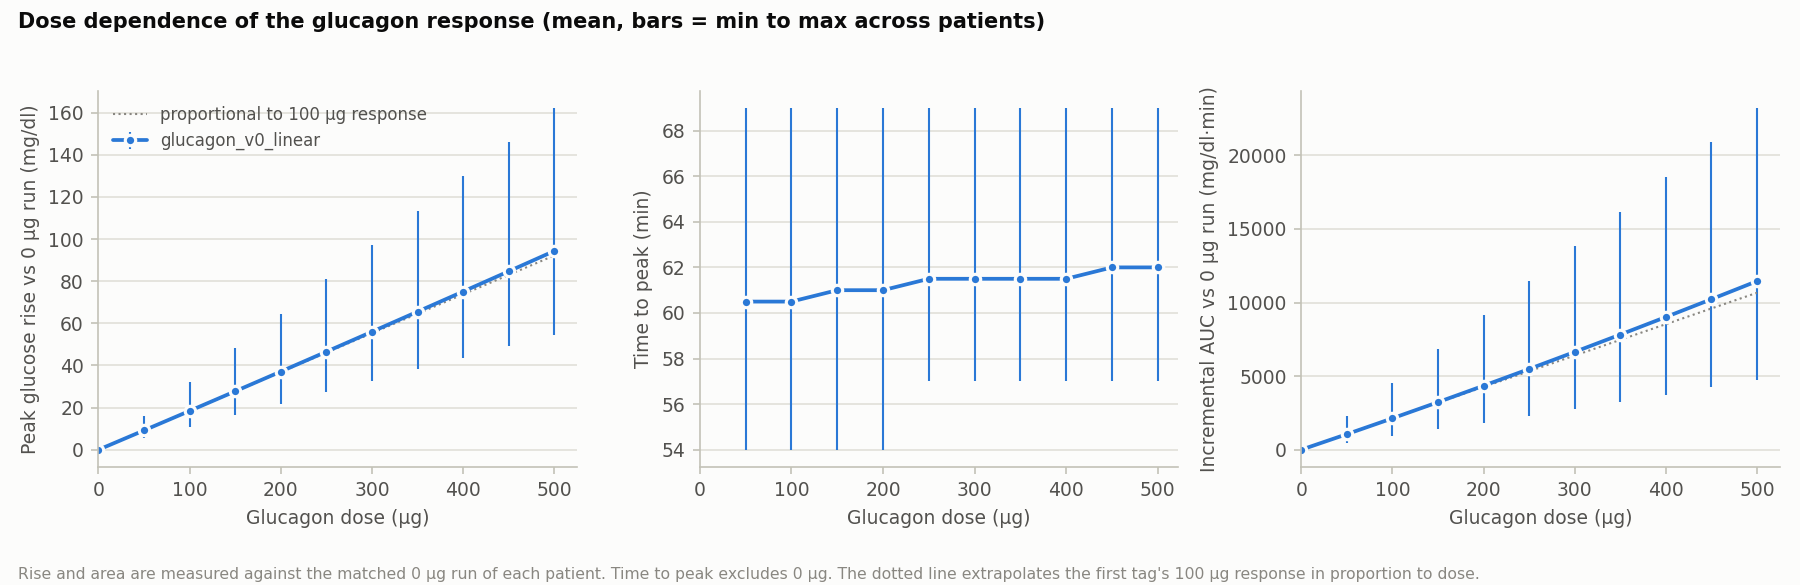 Dose dependence of the glucagon response (mean, bars = min to max across patients)
Peak glucose rise vs 0 µg run (mg/dl)
160
140
120
100
80
60
40
20
0
proportional to 100 µg response
glucagon_v0_linear
0 100 200 300 400 500
Glucagon dose (µg)
Time to peak (min)
68
66
64
62
60
58
56
54
0 100 200 300 400 500
Glucagon dose (µg)
Incremental AUC vs 0 µg run (mg/dl·min)
20000
15000
10000
5000
0
0 100 200 300 400 500
Glucagon dose (µg)
Rise and area are measured against the matched 0 µg run of each patient. Time to peak excludes 0 µg. The dotted line extrapolates the first tag's 100 µg response in proportion to dose.